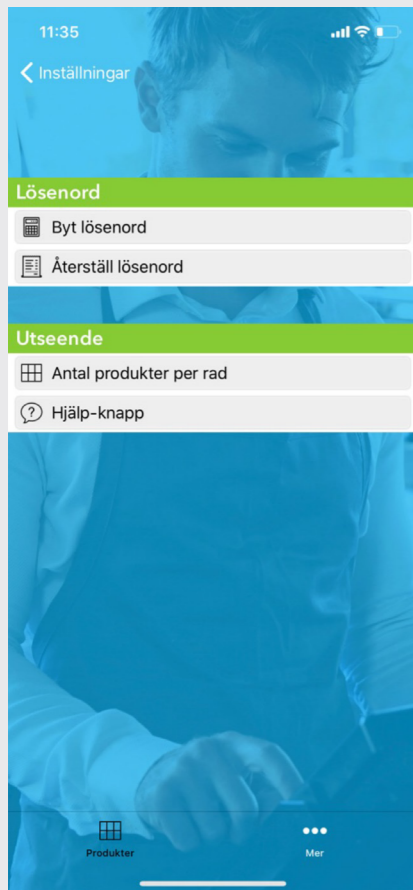 11:35
Inställningar
Lösenord
Byt lösenord
Återställ lösenord
Utseende
Antal produkter per rad
Hjälp-knapp
Produkter
Mer